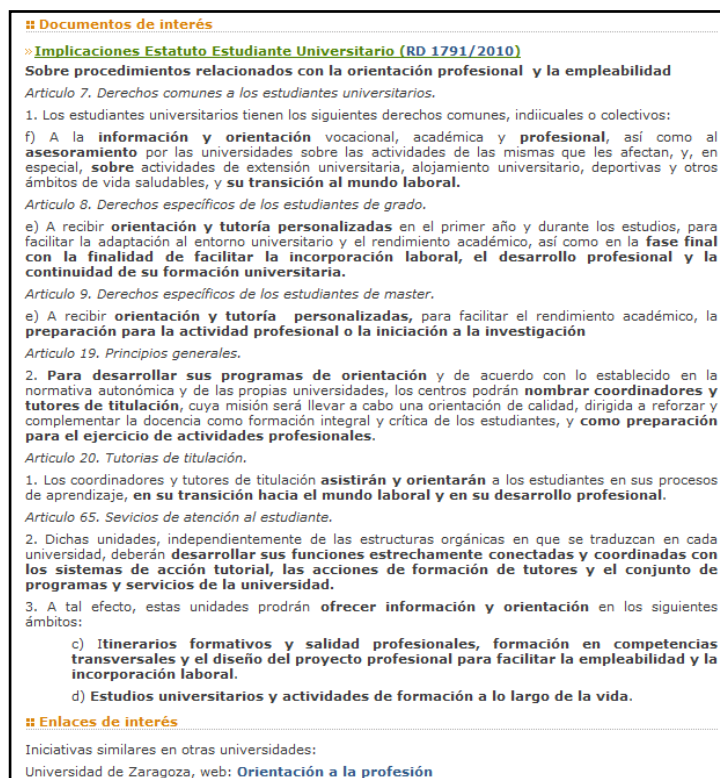 Documentos de interés
»Implicaciones Estatuto Estudiante Universitario (RD 1791/2010)
Sobre procedimientos relacionados con la orientación profesional y la empleabilidad
Articulo 7. Derechos comunes a los estudiantes universitarios.
1. Los estudiantes universitarios tienen los siguientes derechos comunes, indiicuales o colectivos:
f) A la información y orientación vocacional, académica y profesional, así como al
asesoramiento por las universidades sobre las actividades de las mismas que les afectan, y, en
especial, sobre actividades de extensión universitaria, alojamiento universitario, deportivas y otros
ámbitos de vida saludables, y su transición al mundo laboral.
Articulo 8. Derechos específicos de los estudiantes de grado.
e) A recibir orientación y tutoría personalizadas en el primer año y durante los estudios, para
facilitar la adaptación al entorno universitario y el rendimiento académico, así como en la fase final
con la finalidad de facilitar la incorporación laboral, el desarrollo profesional y la
continuidad de su formación universitaria.
Articulo 9. Derechos específicos de los estudiantes de master.
e) A recibir orientación y tutoría personalizadas, para facilitar el rendimiento académico, la
preparación para la actividad profesional o la iniciación a la investigación
Articulo 19. Principios generales.
2. Para desarrollar sus programas de orientación y de acuerdo con lo establecido en la
normativa autonómica y de las propias universidades, los centros podrán nombrar coordinadores y
tutores de titulación, cuya misión será llevar a cabo una orientación de calidad, dirigida a reforzar y
complementar la docencia como formación integral y crítica de los estudiantes, y como preparación
para el ejercicio de actividades profesionales.
Articulo 20. Tutorias de titulación.
1. Los coordinadores y tutores de titulación asistirán y orientarán a los estudiantes en sus procesos
de aprendizaje, en su transición hacia el mundo laboral y en su desarrollo profesional.
Articulo 65. Sevicios de atención al estudiante.
2. Dichas unidades, independientemente de las estructuras orgánicas en que se traduzcan en cada
universidad, deberán desarrollar sus funciones estrechamente conectadas y coordinadas con
los sistemas de acción tutorial, las acciones de formación de tutores y el conjunto de
programas y servicios de la universidad.
3. A tal efecto, estas unidades prodrán ofrecer información y orientación en los siguientes
ámbitos:
c) Itinerarios formativos y salidad profesionales, formación en competencias
transversales y el diseño del proyecto profesional para facilitar la empleabilidad y la
incorporación laboral.
d) Estudios universitarios y actividades de formación a lo largo de la vida.
Enlaces de interés
Iniciativas similares en otras universidades:
Universidad de Zaragoza, web: Orientación a la profesión